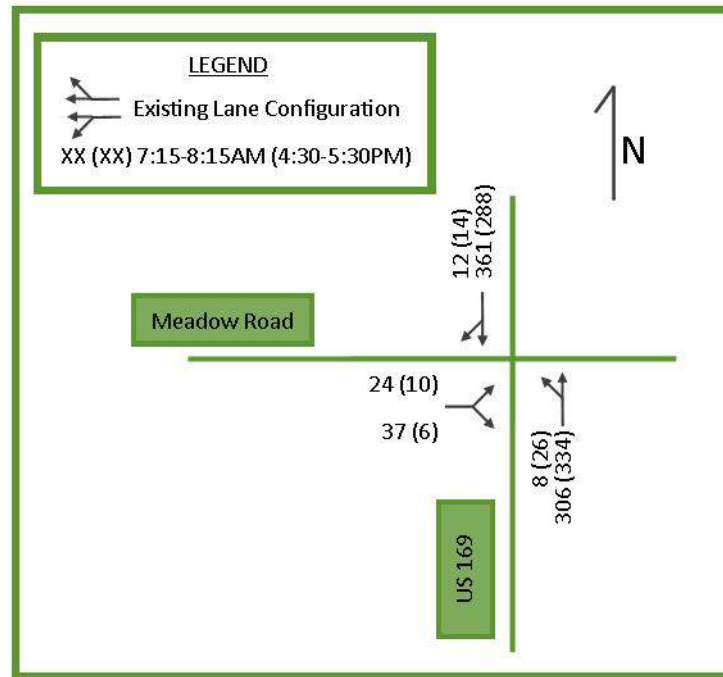 LEGEND
Existing Lane Configuration
XX (XX) 7:15-8:15AM (4:30-5:30PM)
N
12 (14)
361 (288)
Meadow Road
24 (10)
37 (6)
8 (26)
306 (334)
US 169